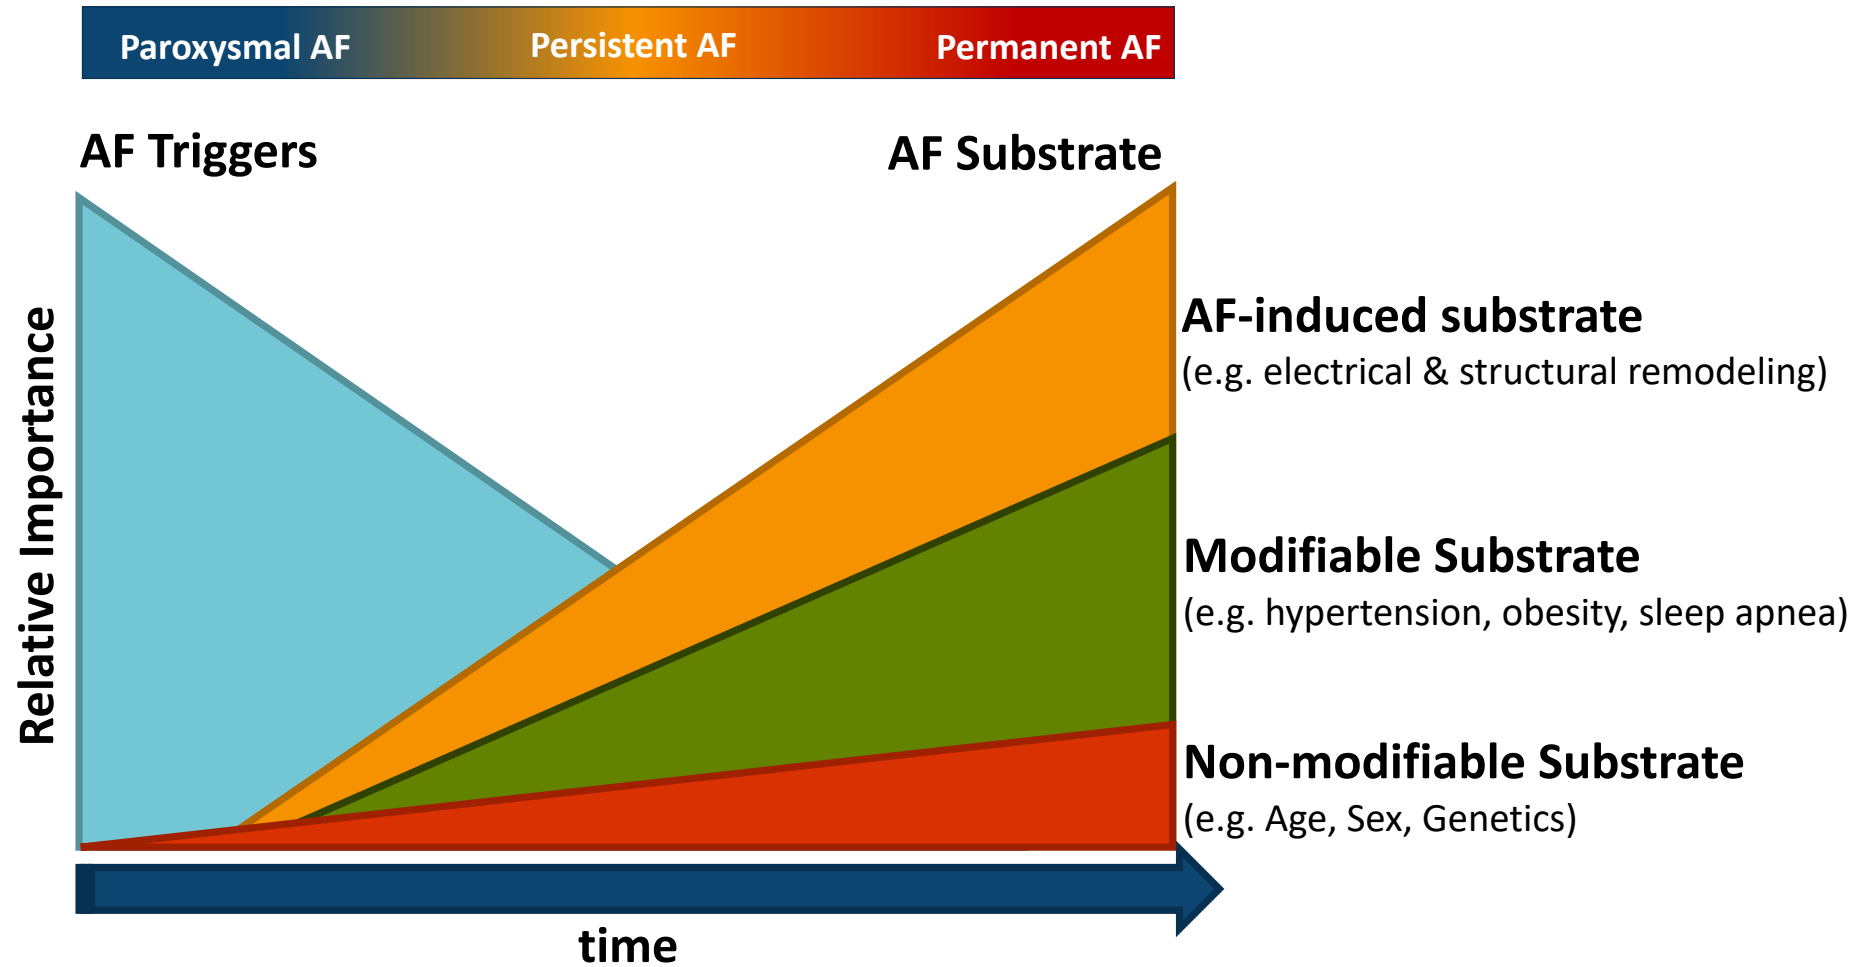 Paroxysmal AF
Persistent AF
Permanent AF
AF Triggers
AF Substrate
Relative Importance
AF-induced substrate
(e.g. electrical & structural remodeling)
Modifiable Substrate
(e.g. hypertension, obesity, sleep apnea)
Non-modifiable Substrate
(e.g. Age, Sex, Genetics)
time